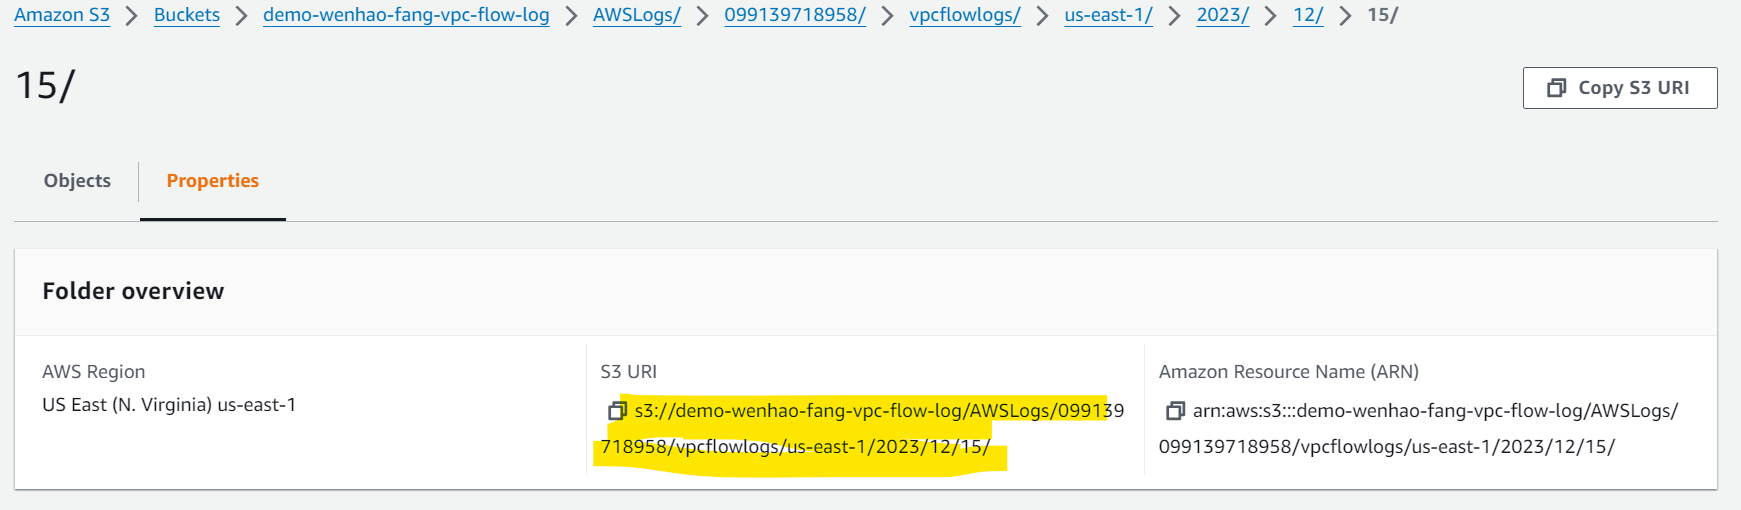 Amazon S3 > Buckets > demo-wenhao-fang-vpc-flow-log > AWSLogs/ > 099139718958/ > vpcflowlogs/ > us-east-1/ > 2023/ > 12/ > 15/
15/
Copy S3 URI
Objects
Properties
Folder overview
AWS Region
US East (N. Virginia) us-east-1
S3 URI
s3://demo-wenhao-fang-vpc-flow-log/AWSLogs/099139
718958/vpcflowlogs/us-east-1/2023/12/15/
Amazon Resource Name (ARN)
arn:aws:s3:::demo-wenhao-fang-vpc-flow-log/AWSLogs/
099139718958/vpcflowlogs/us-east-1/2023/12/15/